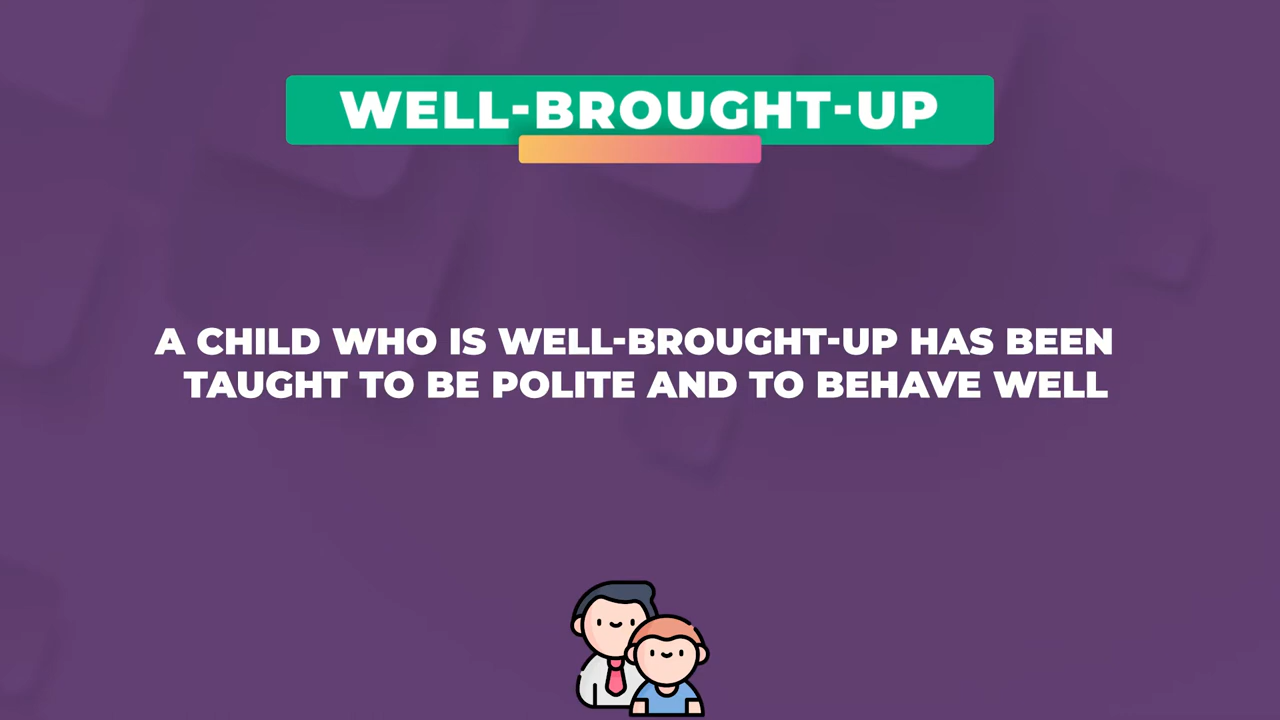 WELL-BROUGHT-UP
A CHILD WHO IS WELL-BROUGHT-UP HAS BEEN
TAUGHT TO BE POLITE AND TO BEHAVE WELL